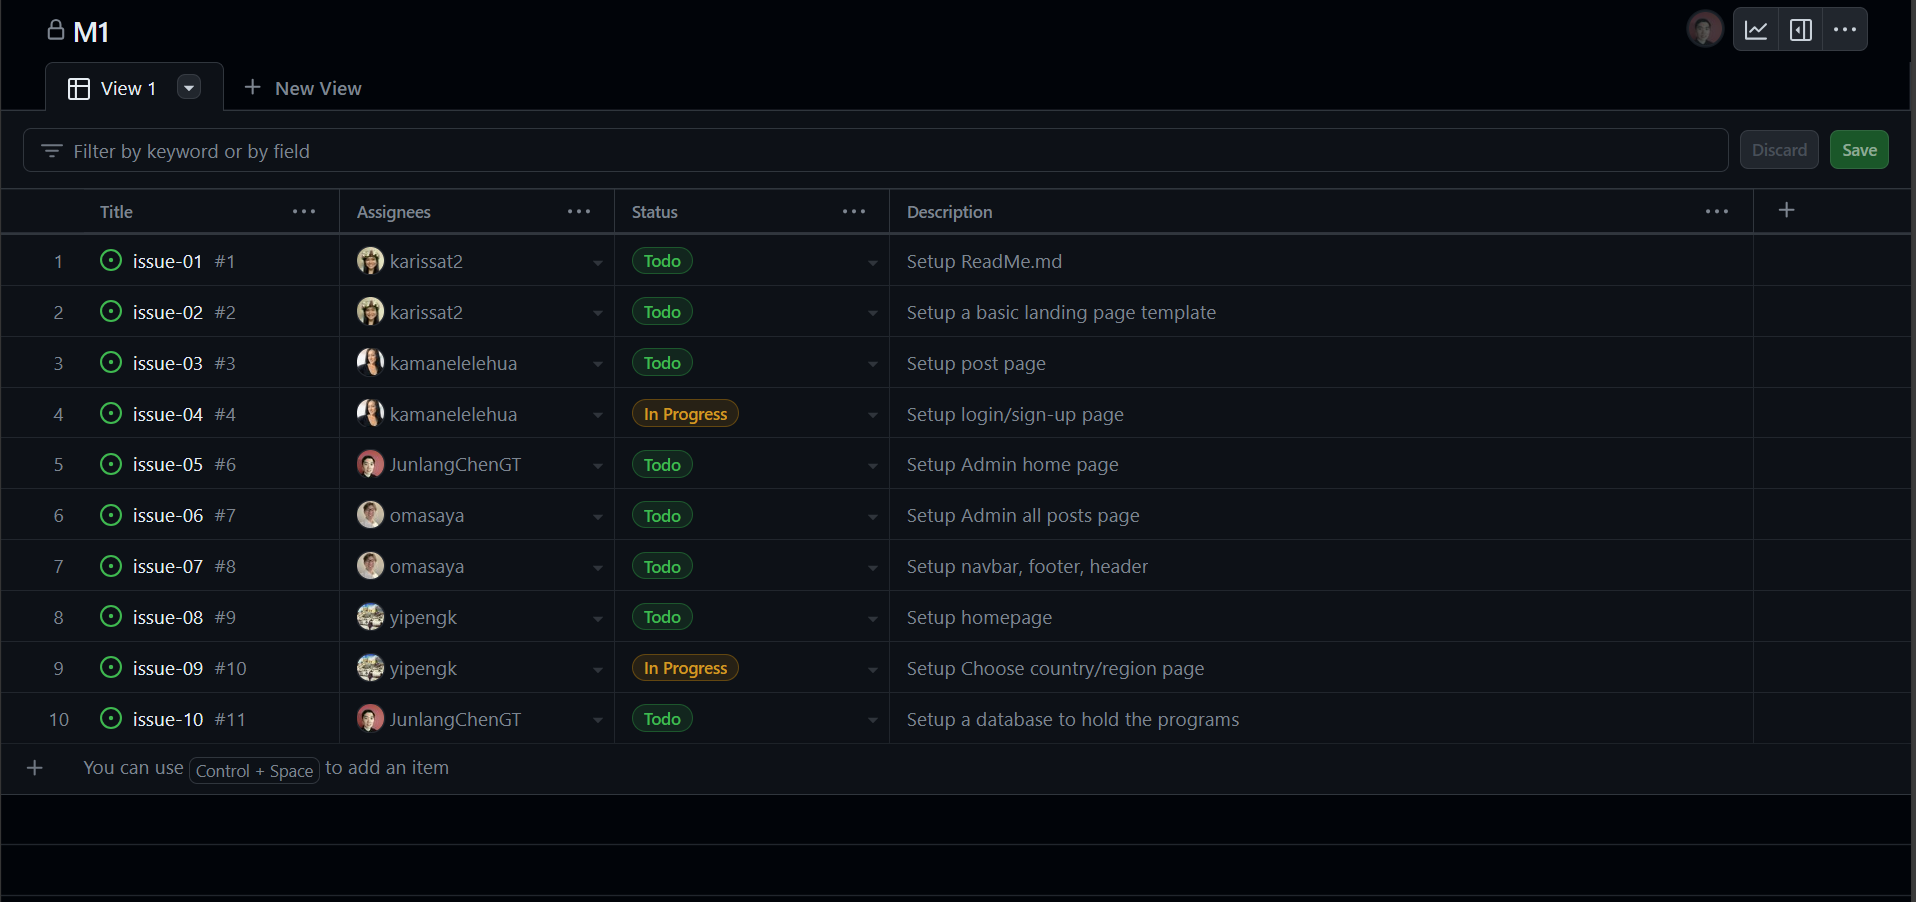 M1
View 1 New View
Filter by keyword or by field Discard Save
Title Assignees Status Description
1 issue-01 #1 karissat2 Todo Setup ReadMe.md
2 issue-02 #2 karissat2 Todo Setup a basic landing page template
3 issue-03 #3 kamanelelehua Todo Setup post page
4 issue-04 #4 kamanelelehua In Progress Setup login/sign-up page
5 issue-05 #6 JunlangChenGT Todo Setup Admin home page
6 issue-06 #7 omasaya Todo Setup Admin all posts page
7 issue-07 #8 omasaya Todo Setup navbar, footer, header
8 issue-08 #9 yipengk Todo Setup homepage
9 issue-09 #10 yipengk In Progress Setup Choose country/region page
10 issue-10 #11 JunlangChenGT Todo Setup a database to hold the programs
You can use Control + Space to add an item